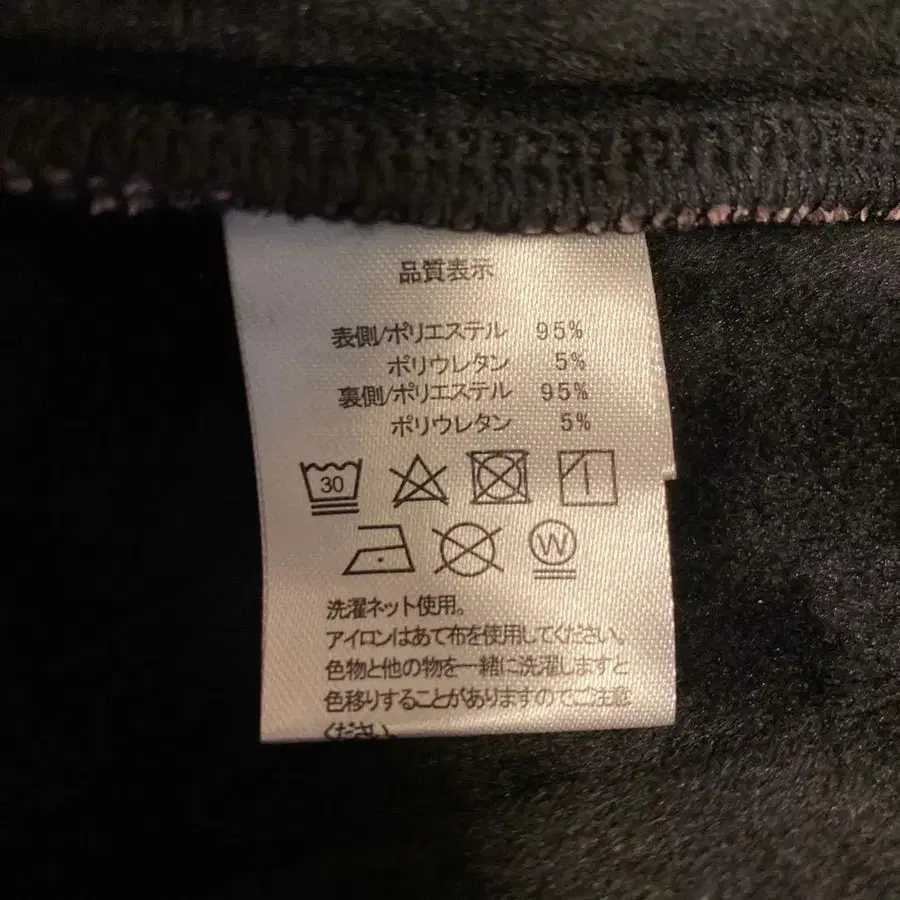 品質表示
表側/ポリエステル 95%
ポリウレタン 5%
裏側/ポリエステル 95%
ポリウレタン 5%
30
W
洗濯ネット使用。
アイロンはあて布を使用してください。
色物と他の物を一緒に洗濯しますと
色移りすることがありますのでご注意
ください。